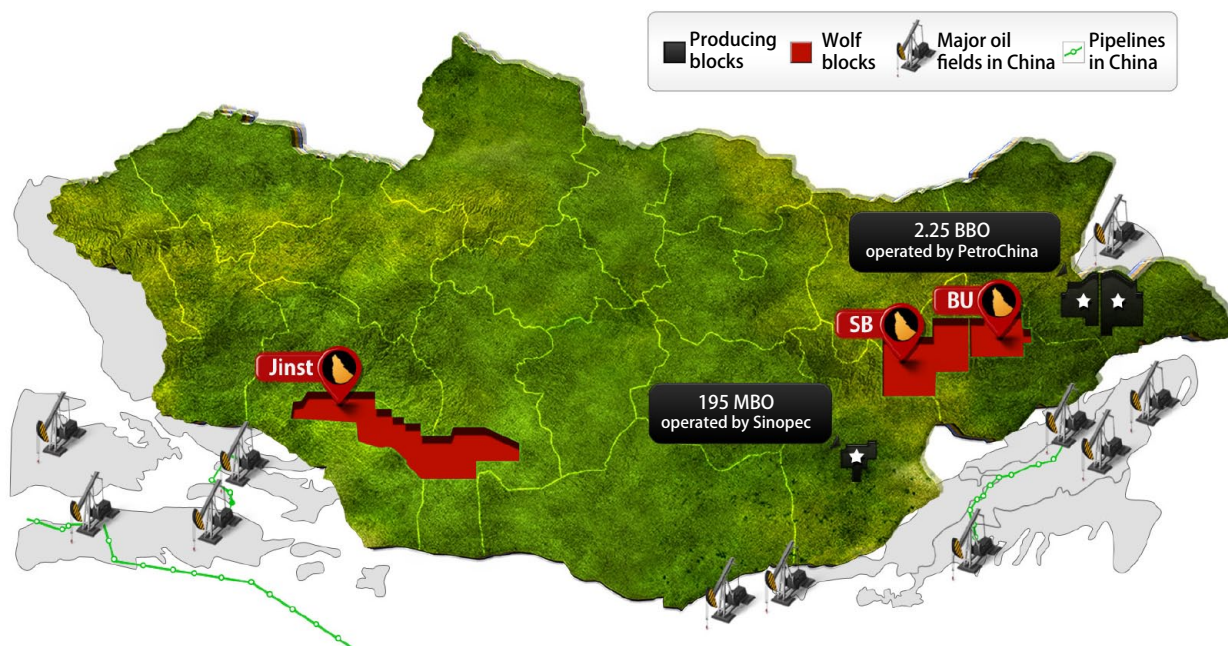 Producing
blocks
Wolf
blocks
Major oil
fields in China
Pipelines
in China
2.25 BBO
operated by PetroChina
BU
SB
Jinst
195 MBO
operated by Sinopec